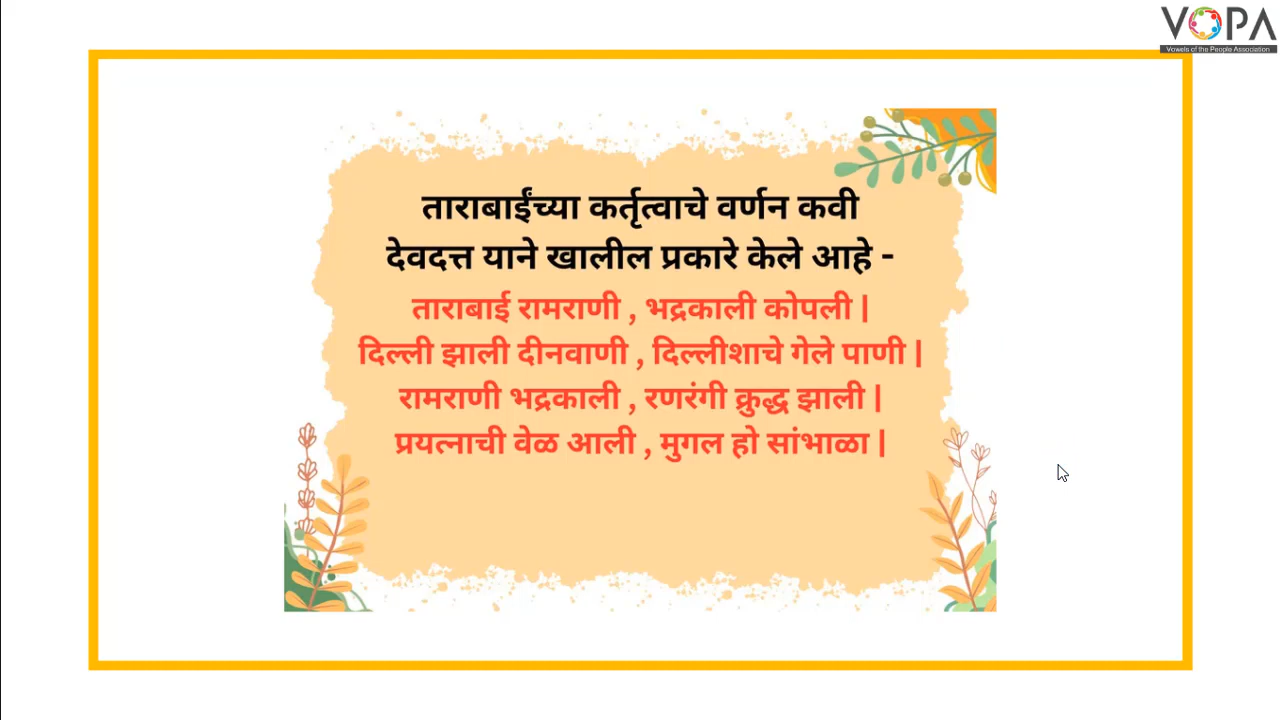 VOPA
Vowels of the People Association
ताराबाईंच्या कर्तृत्वाचे वर्णन कवी
देवदत्त याने खालील प्रकारे केले आहे -
ताराबाई रामराणी , भद्रकाली कोपली |
दिल्ली झाली दीनवाणी , दिल्लीशाचे गेले पाणी |
रामराणी भद्रकाली , रणरंगी क्रुद्ध झाली |
प्रयत्नाची वेळ आली , मुगल हो सांभाळा |